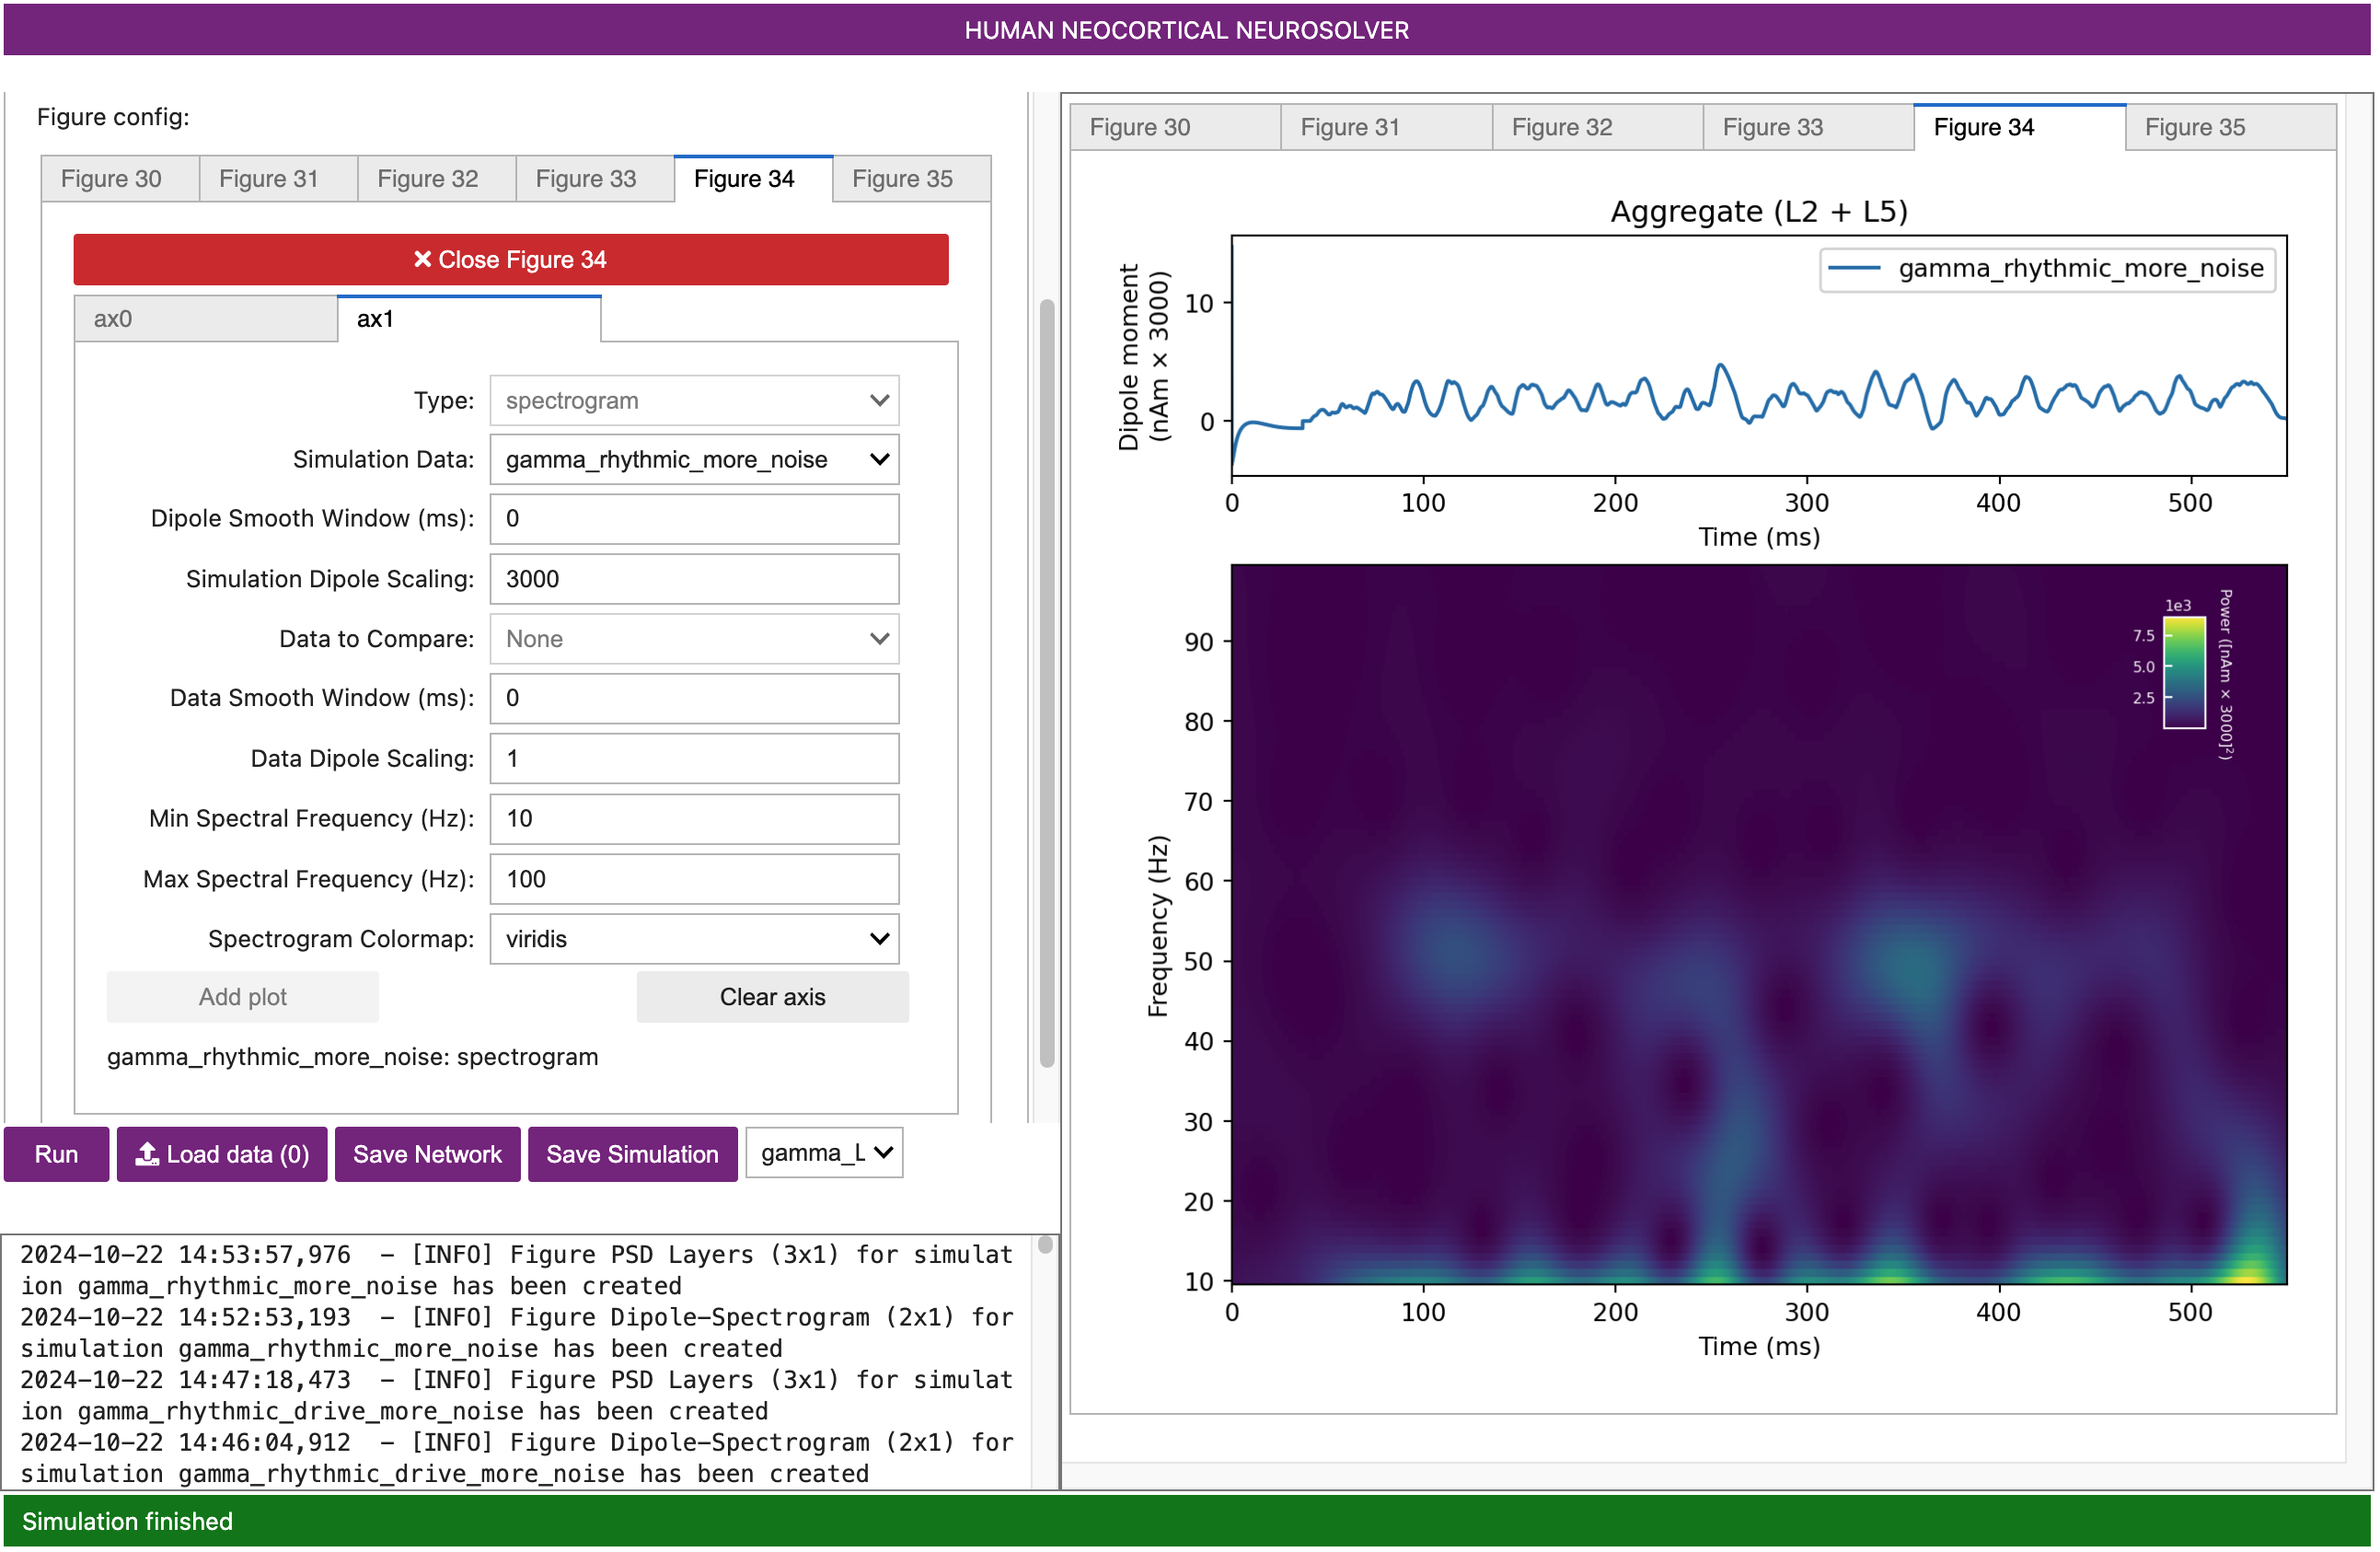 HUMAN NEOCORTICAL NEUROSOLVER
Figure config:
Figure 30 Figure 31 Figure 32 Figure 33 Figure 34 Figure 35
Close Figure 34
ax0 ax1
Type: spectrogram
Simulation Data: gamma_rhythmic_more_noise
Dipole Smooth Window (ms): 0
Simulation Dipole Scaling: 3000
Data to Compare: None
Data Smooth Window (ms): 0
Data Dipole Scaling: 1
Min Spectral Frequency (Hz): 10
Max Spectral Frequency (Hz): 100
Spectrogram Colormap: viridis
Add plot Clear axis
gamma_rhythmic_more_noise: spectrogram
Run Load data (0) Save Network Save Simulation gamma_L
2024-10-22 14:53:57,976 - [INFO] Figure PSD Layers (3x1) for simulat
ion gamma_rhythmic_more_noise has been created
2024-10-22 14:52:53,193 - [INFO] Figure Dipole-Spectrogram (2x1) for
simulation gamma_rhythmic_more_noise has been created
2024-10-22 14:47:18,473 - [INFO] Figure PSD Layers (3x1) for simulat
ion gamma_rhythmic_drive_more_noise has been created
2024-10-22 14:46:04,912 - [INFO] Figure Dipole-Spectrogram (2x1) for
simulation gamma_rhythmic_drive_more_noise has been created
Figure 30 Figure 31 Figure 32 Figure 33 Figure 34 Figure 35
Aggregate (L2 + L5)
gamma_rhythmic_more_noise
Dipole moment
(nAm × 3000)
10
0
0 100 200 300 400 500
Time (ms)
Frequency (Hz)
90
80
70
60
50
40
30
20
10
1e3
7.5
5.0
2.5
Power ([nAm × 3000]²)
0 100 200 300 400 500
Time (ms)
Simulation finished